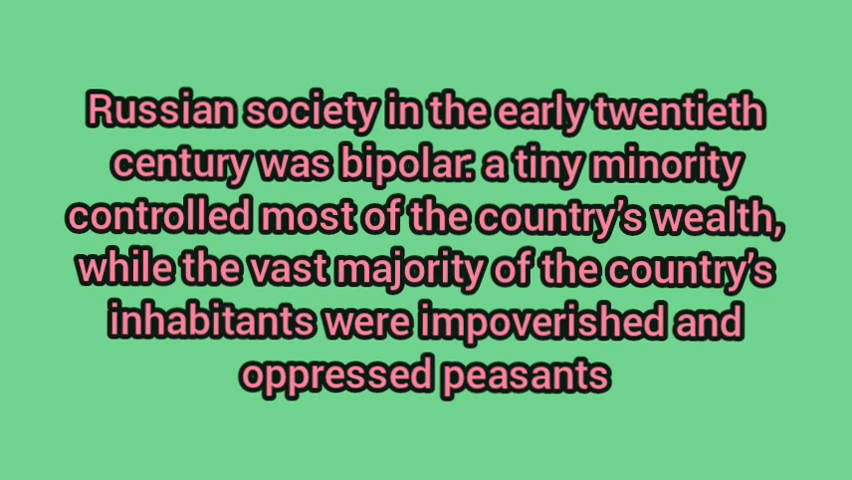 Russian society in the early twentieth
century was bipolar: a tiny minority
controlled most of the country's wealth,
while the vast majority of the country's
inhabitants were impoverished and
oppressed peasants